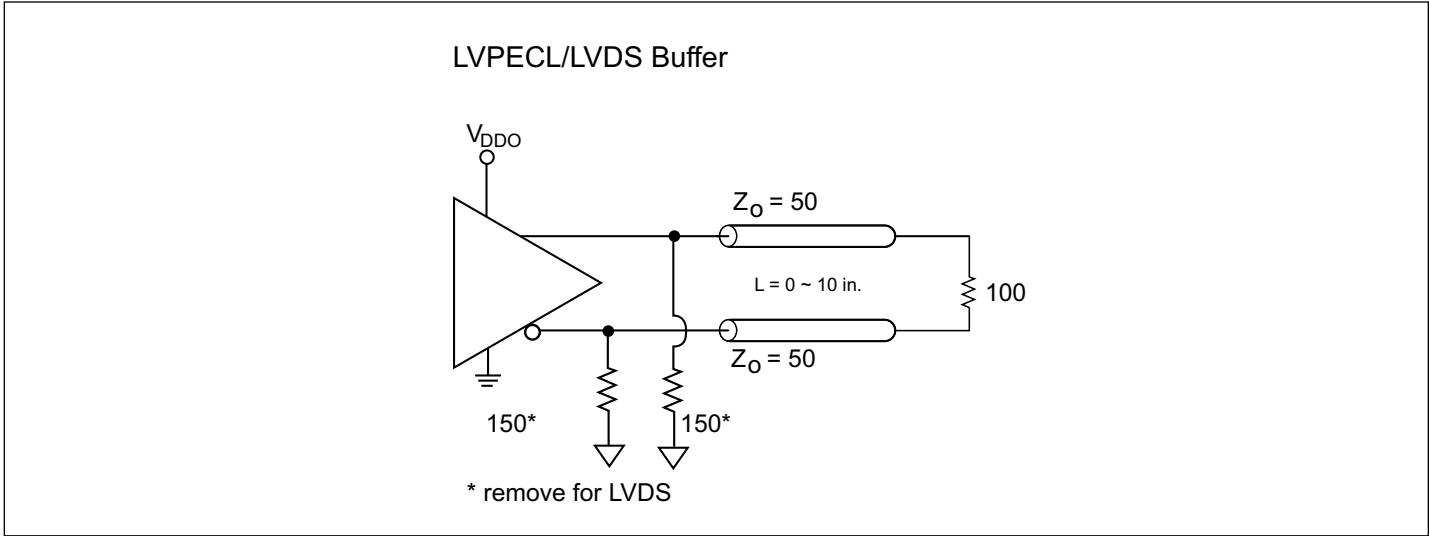 LVPECL/LVDS Buffer
VDDO
Zo = 50
L = 0 ~ 10 in.
100
Zo = 50
150*
150*
* remove for LVDS